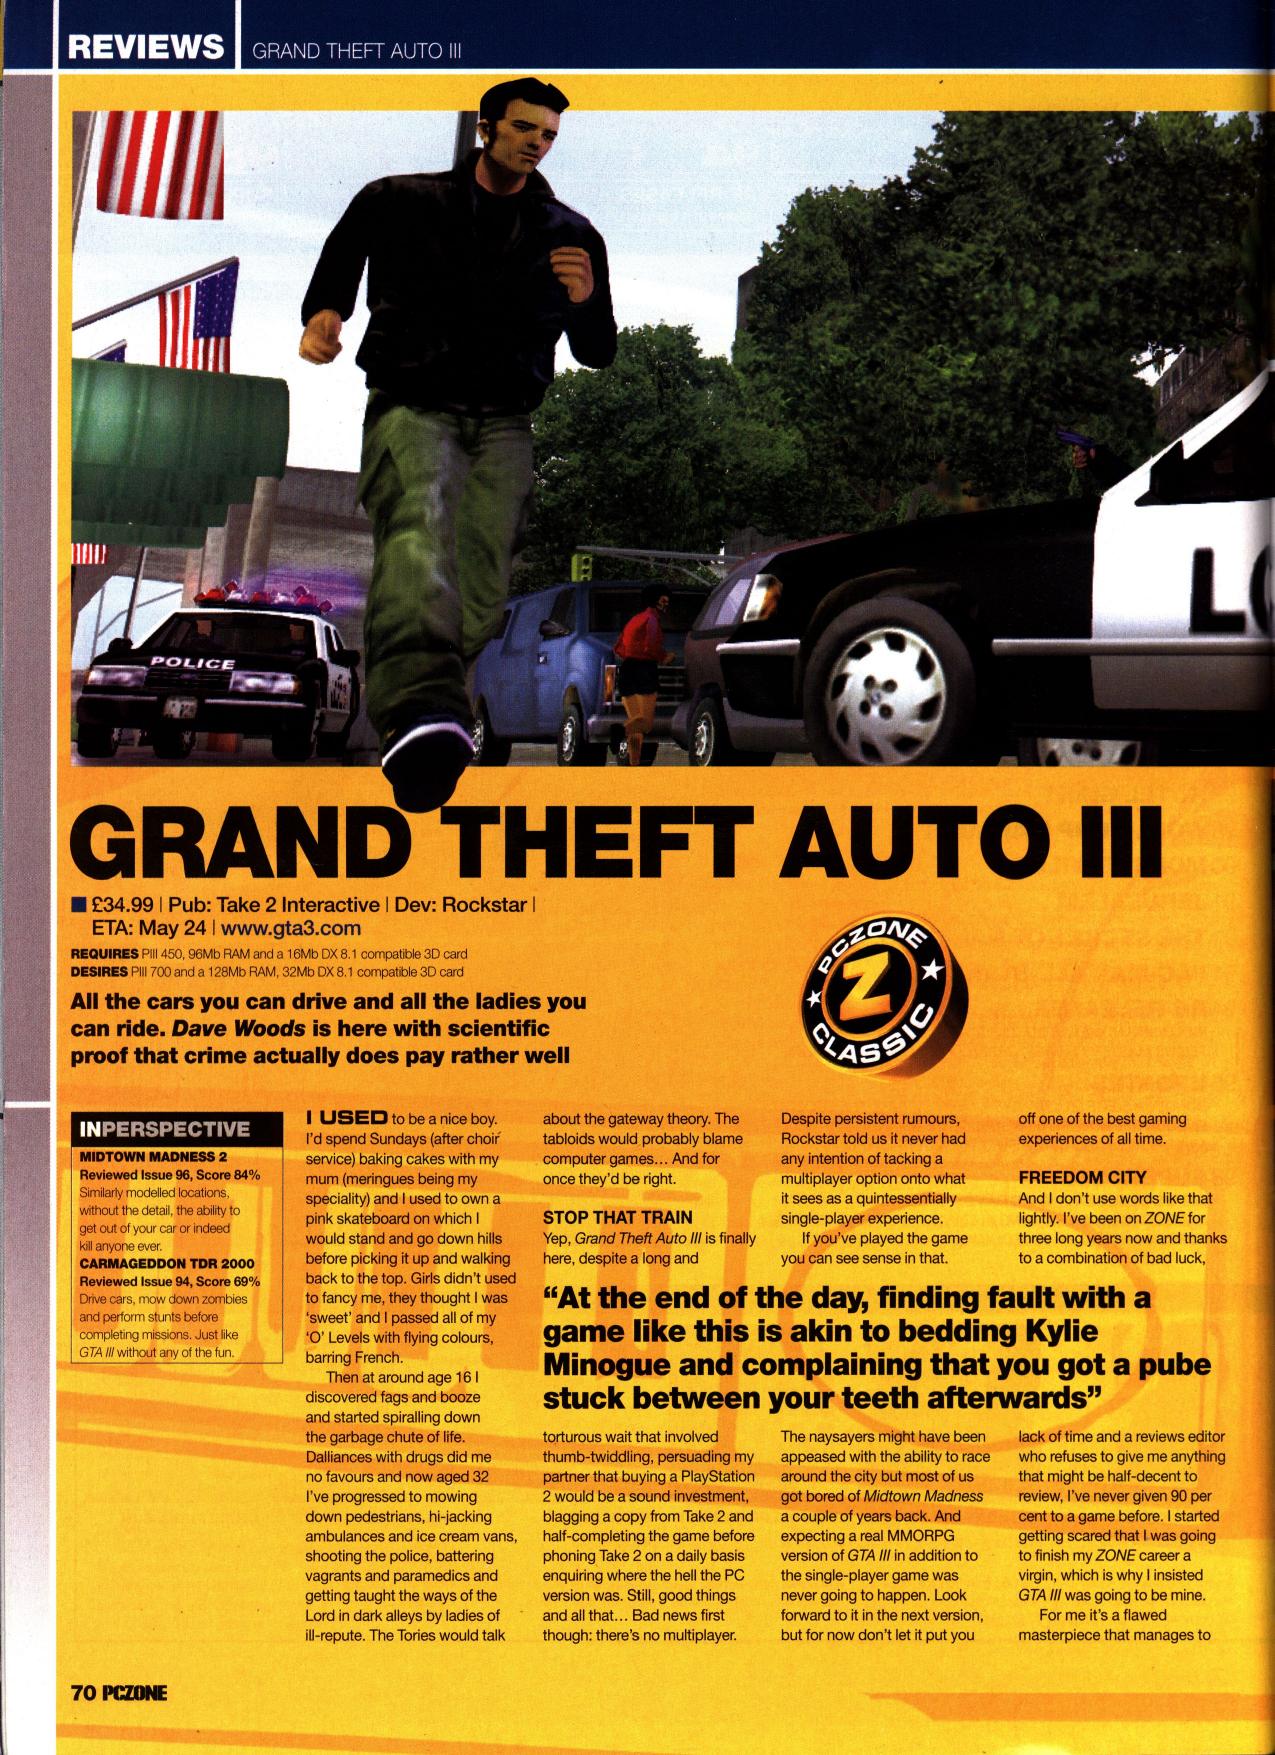 REVIEWS
GRAND THEFT AUTO III
POLICE
GRAND THEFT AUTO III
£34.99 | Pub: Take 2 Interactive | Dev: Rockstar |
ETA: May 24 | www.gta3.com
REQUIRES PIII 450, 96Mb RAM and a 16Mb DX 8.1 compatible 3D card
DESIRES PIII 700 and a 128Mb RAM, 32Mb DX 8.1 compatible 3D card
All the cars you can drive and all the ladies you
can ride. Dave Woods is here with scientific
proof that crime actually does pay rather well
PCZONE
Z
CLASSIC
INPERSPECTIVE
MIDTOWN MADNESS 2
Reviewed Issue 96, Score 84%
Similarly modelled locations,
without the detail, the ability to
get out of your car or indeed
kill anyone ever.
CARMAGEDDON TDR 2000
Reviewed Issue 94, Score 69%
Drive cars, mow down zombies
and perform stunts before
completing missions. Just like
GTA III without any of the fun.
I USED to be a nice boy.
I'd spend Sundays (after choir
service) baking cakes with my
mum (meringues being my
speciality) and I used to own a
pink skateboard on which I
would stand and go down hills
before picking it up and walking
back to the top. Girls didn't used
to fancy me, they thought I was
'sweet' and I passed all of my
'O' Levels with flying colours,
barring French.
Then at around age 16 I
discovered fags and booze
and started spiralling down
the garbage chute of life.
Dalliances with drugs did me
no favours and now aged 32
I've progressed to mowing
down pedestrians, hi-jacking
ambulances and ice cream vans,
shooting the police, battering
vagrants and paramedics and
getting taught the ways of the
Lord in dark alleys by ladies of
ill-repute. The Tories would talk
about the gateway theory. The
tabloids would probably blame
computer games... And for
once they'd be right.
STOP THAT TRAIN
Yep, Grand Theft Auto III is finally
here, despite a long and
torturous wait that involved
thumb-twiddling, persuading my
partner that buying a PlayStation
2 would be a sound investment,
blagging a copy from Take 2 and
half-completing the game before
phoning Take 2 on a daily basis
enquiring where the hell the PC
version was. Still, good things
and all that... Bad news first
though: there's no multiplayer.
Despite persistent rumours,
Rockstar told us it never had
any intention of tacking a
multiplayer option onto what
it sees as a quintessentially
single-player experience.
If you've played the game
you can see sense in that.
The naysayers might have been
appeased with the ability to race
around the city but most of us
got bored of Midtown Madness
a couple of years back. And
expecting a real MMORPG
version of GTA III in addition to
the single-player game was
never going to happen. Look
forward to it in the next version,
but for now don't let it put you
off one of the best gaming
experiences of all time.
FREEDOM CITY
And I don't use words like that
lightly. I've been on ZONE for
three long years now and thanks
to a combination of bad luck,
lack of time and a reviews editor
who refuses to give me anything
that might be half-decent to
review, I've never given 90 per
cent to a game before. I started
getting scared that I was going
to finish my ZONE career a
virgin, which is why I insisted
GTA III was going to be mine.
For me it's a flawed
masterpiece that manages to
"At the end of the day, finding fault with a
game like this is akin to bedding Kylie
Minogue and complaining that you got a pube
stuck between your teeth afterwards"
70 PCZONE